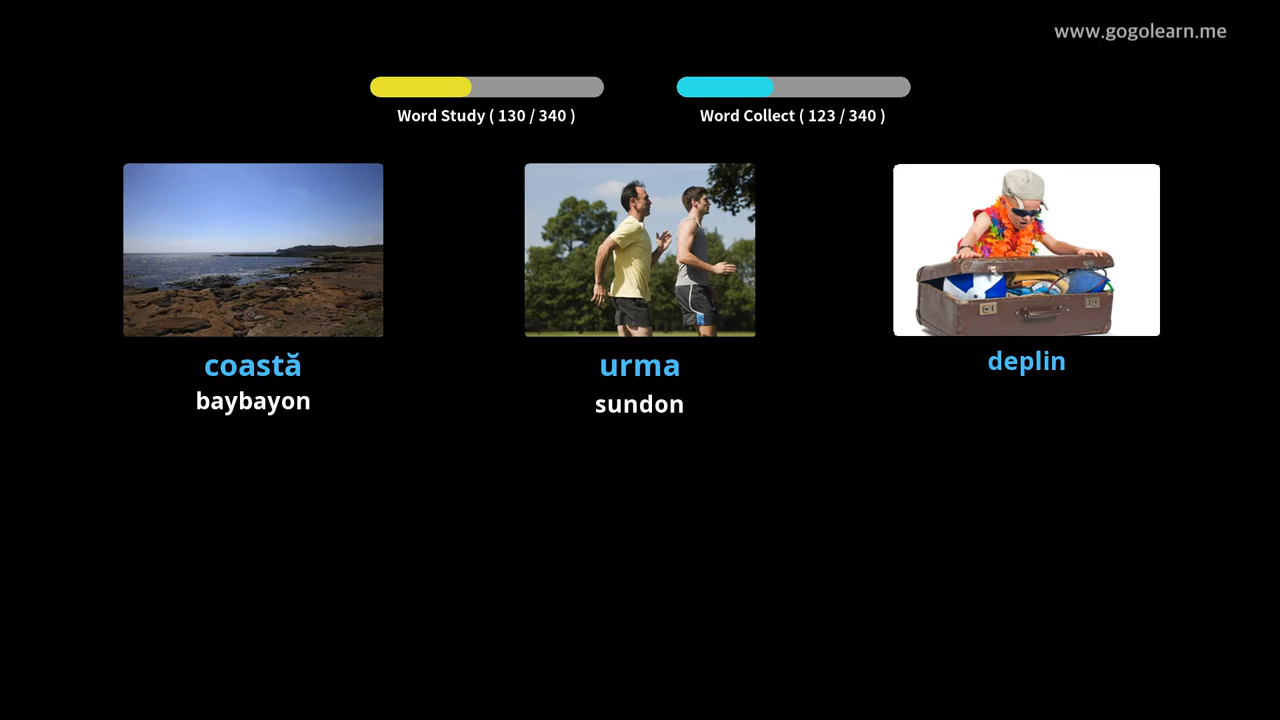 www.gogolearn.me
Word Study ( 130 / 340 )
Word Collect ( 123 / 340 )
coastă
baybayon
urma
sundon
deplin